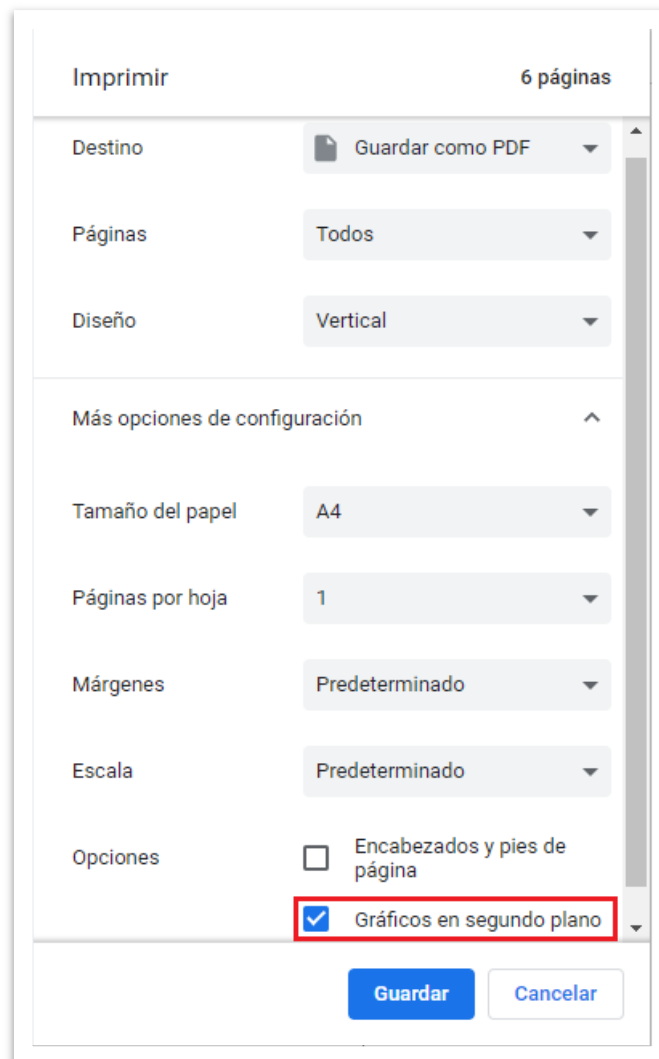 Imprimir 6 páginas
Destino Guardar como PDF
Páginas Todos
Diseño Vertical
Más opciones de configuración
Tamaño del papel A4
Páginas por hoja 1
Márgenes Predeterminado
Escala Predeterminado
Opciones Encabezados y pies de
página
Gráficos en segundo plano
Guardar Cancelar